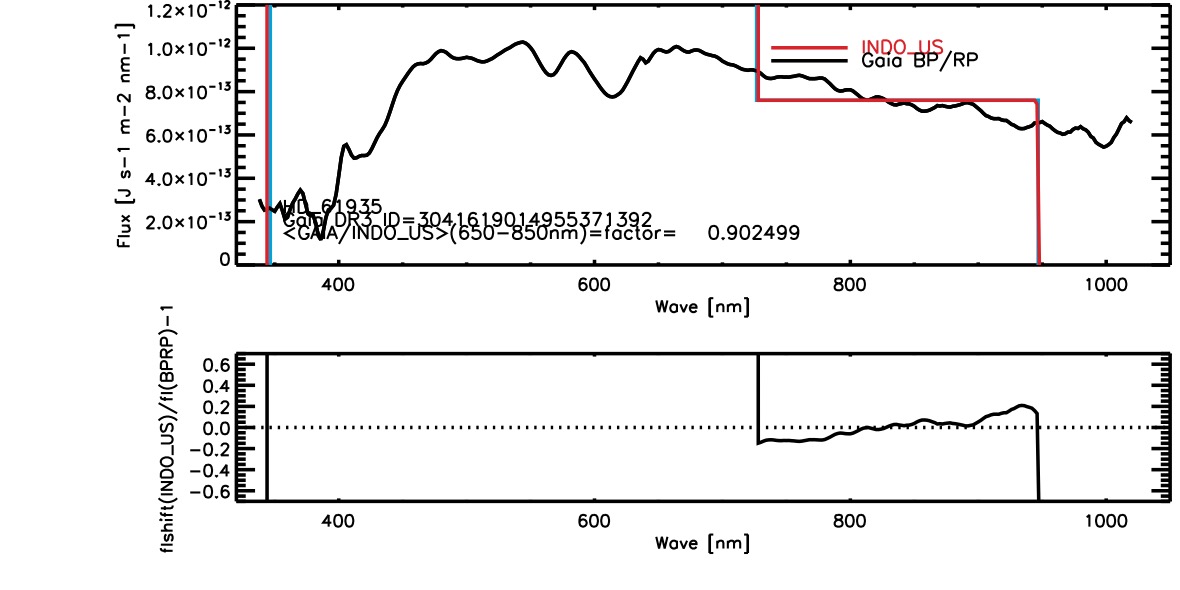 1.2×10-12
1.0×10-12
8.0×10-13
6.0×10-13
4.0×10-13
2.0×10-13
0
Flux [J s-1 m-2 nm-1]
INDO_US
Gaia BP/RP
HD_61935
Gaia DR3 ID=3041619014955371392
<GAIA/INDO_US>(650-850nm)=factor= 0.902499
400 600 800 1000
Wave [nm]
flshift(INDO_US)/fl(BPRP)-1
0.6
0.4
0.2
0.0
-0.2
-0.4
-0.6
400 600 800 1000
Wave [nm]